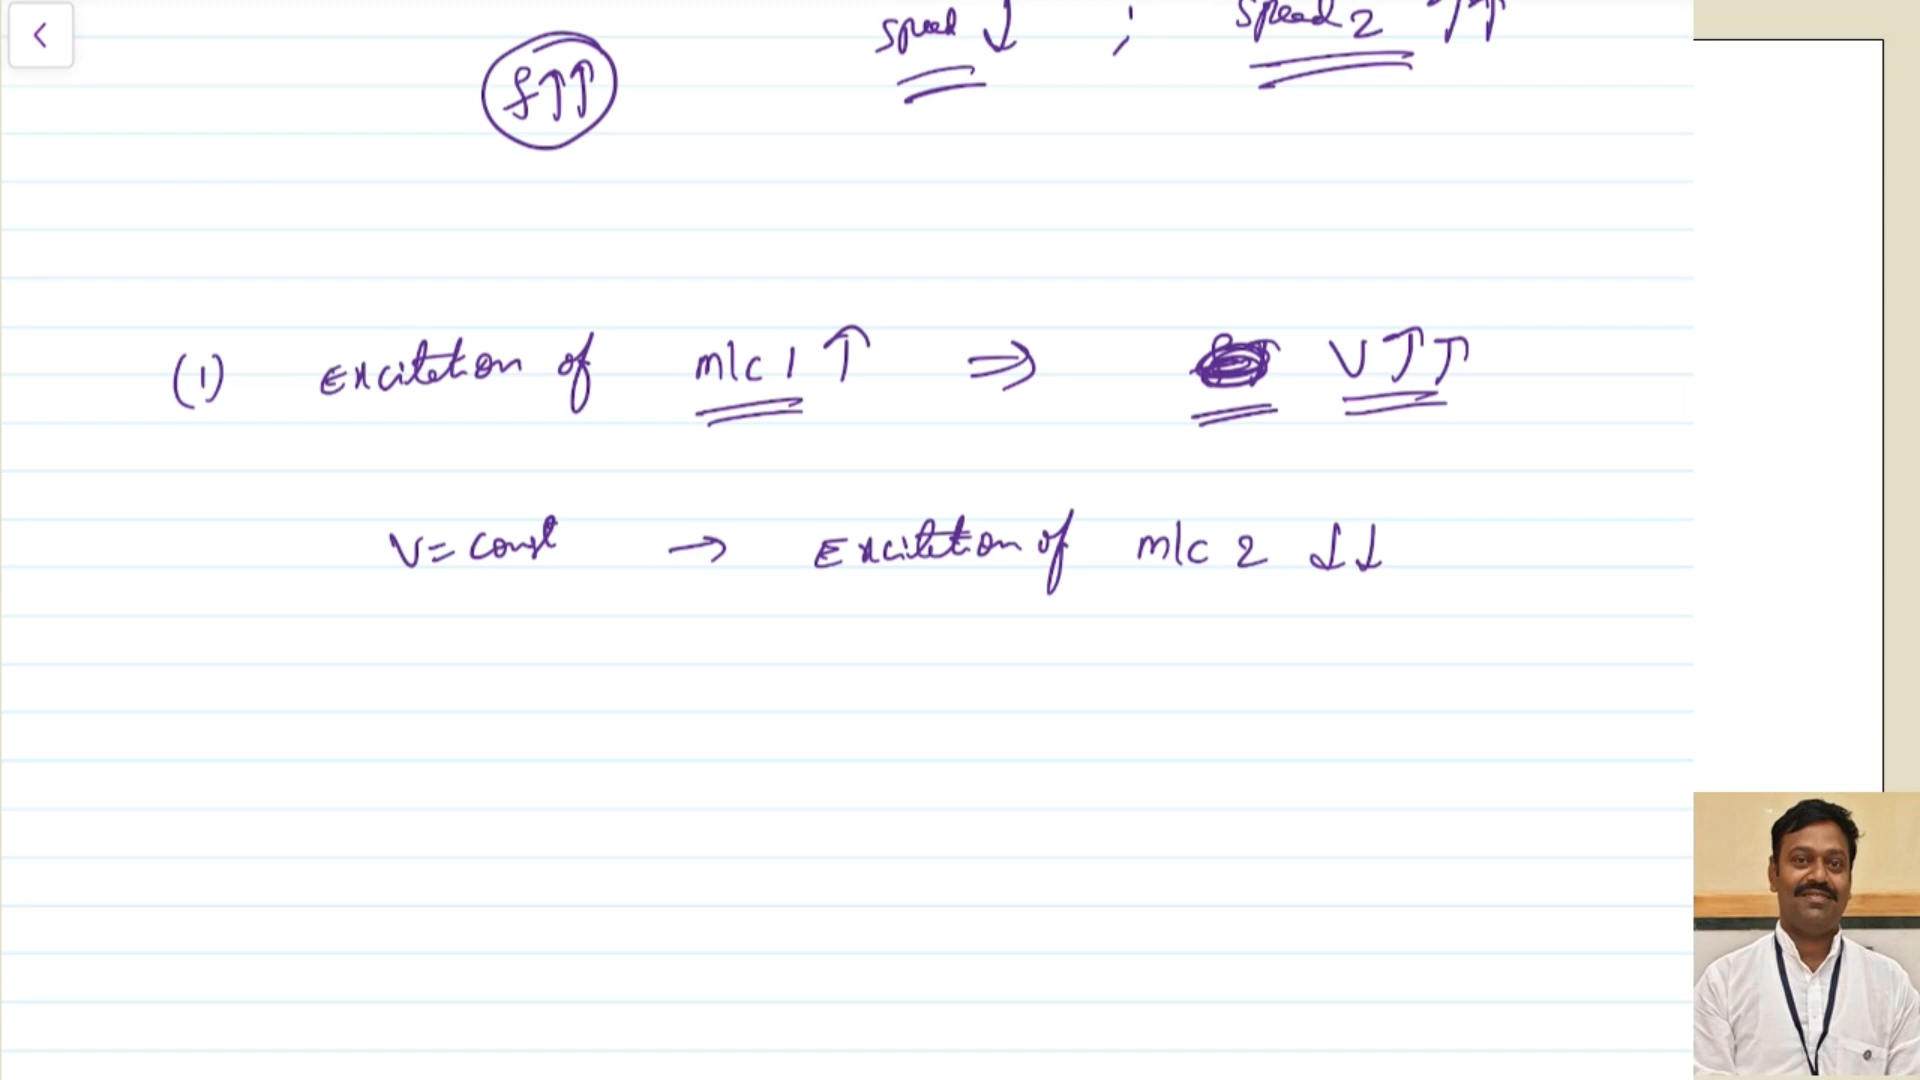 speed ↓ ; speed 2 ↑↑
f↑↑
(1) Excitation of m/c 1 ↑ ⇒ V↑↑
V = const → Excitation of m/c 2 ↓↓